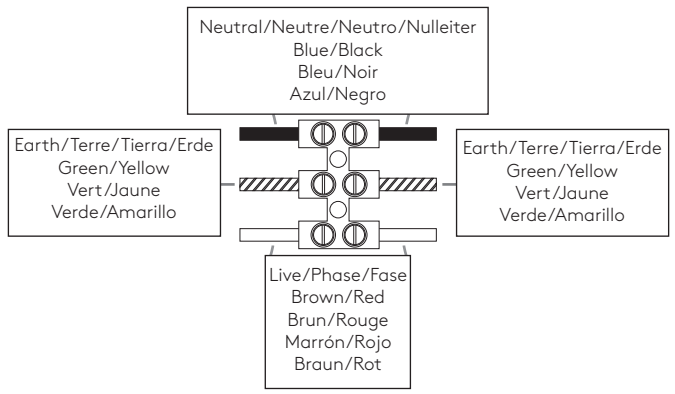 Neutral/Neutre/Neutro/Nulleiter
Blue/Black
Bleu/Noir
Azul/Negro
Earth/Terre/Tierra/Erde
Green/Yellow
Vert/Jaune
Verde/Amarillo
Earth/Terre/Tierra/Erde
Green/Yellow
Vert/Jaune
Verde/Amarillo
Live/Phase/Fase
Brown/Red
Brun/Rouge
Marrón/Rojo
Braun/Rot